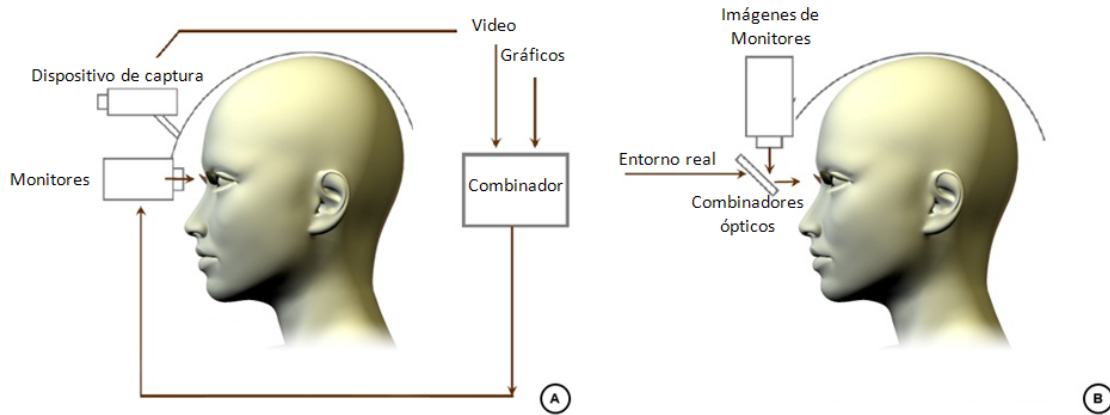 Video
Gráficos
Dispositivo de captura
Monitores
Combinador
A
Imágenes de
Monitores
Entorno real
Combinadores
ópticos
B